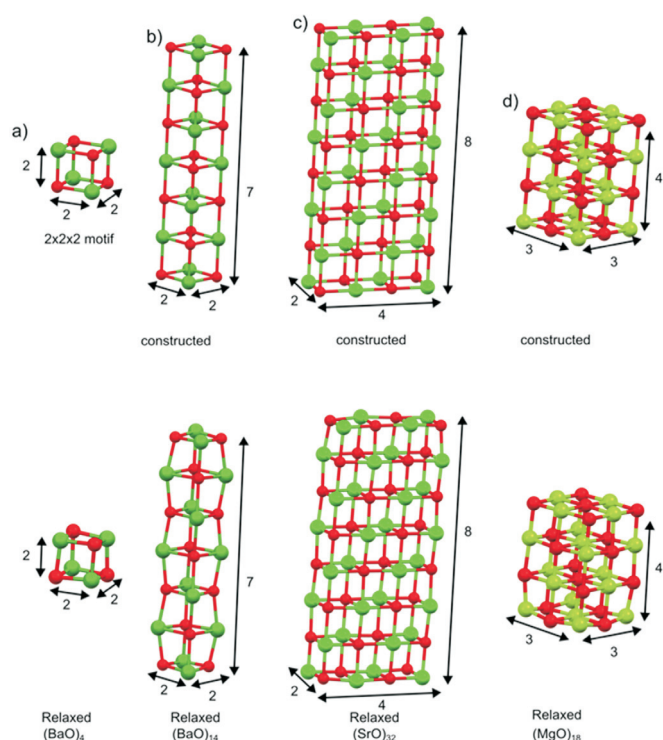 a)
2
2
2
2x2x2 motif
b)
7
2
2
constructed
c)
8
2
4
constructed
d)
4
3
3
constructed
2
2
2
Relaxed
(BaO)4
7
2
2
Relaxed
(BaO)14
8
2
4
Relaxed
(SrO)32
4
3
3
Relaxed
(MgO)18